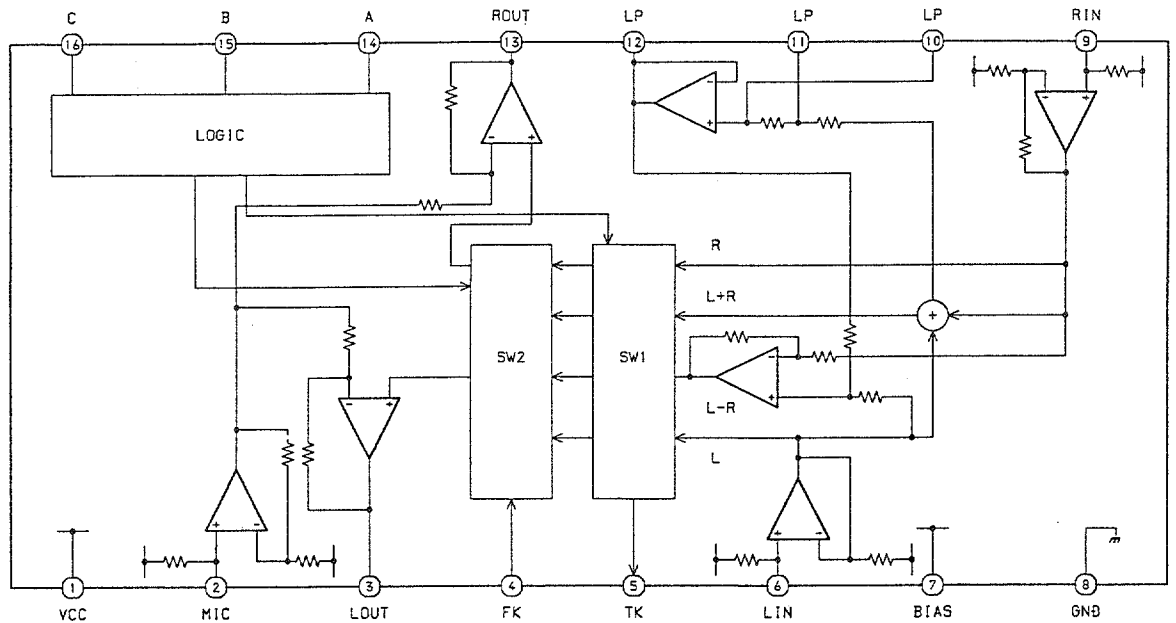 C B A ROUT LP LP LP RIN
16 15 14 13 12 11 10 9
- + - +
+ -
LOGIC
- +
R
L+R
+
SW2 SW1
-
+
L-R
- +
L
+ - + -
1 2 3 4 5 6 7 8
VCC MIC LOUT FK TK LIN BIAS GND